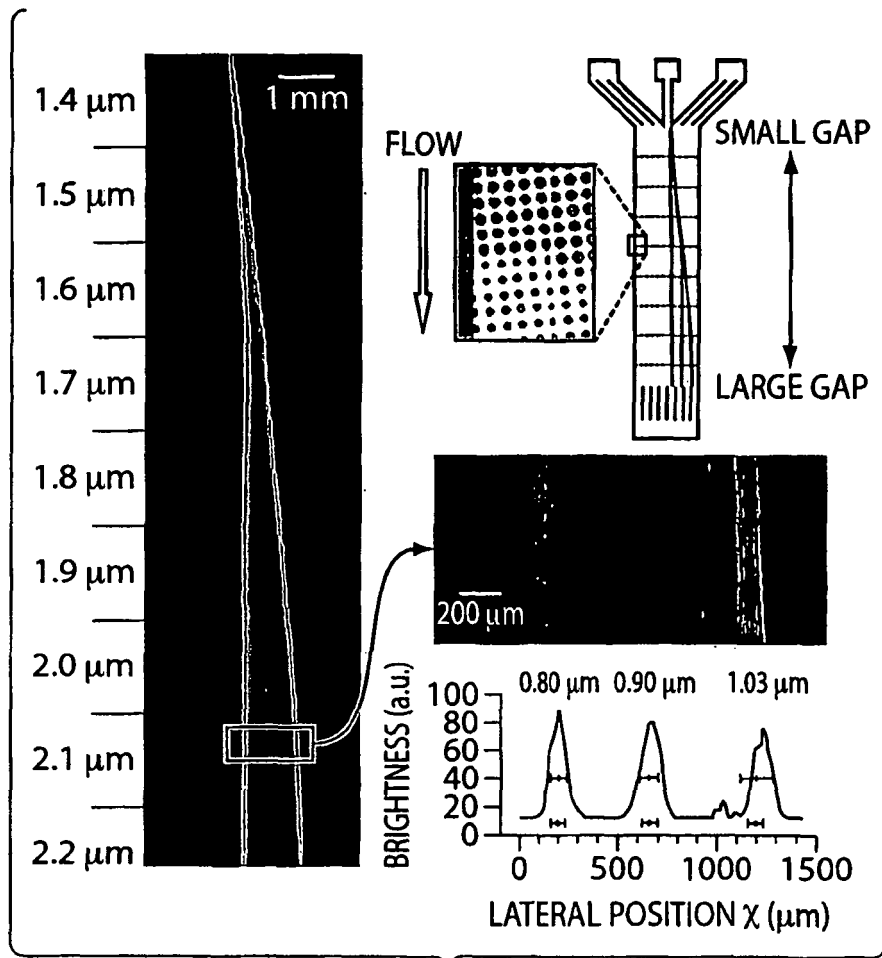 1.4 μm
1.5 μm
1.6 μm
1.7 μm
1.8 μm
1.9 μm
2.0 μm
2.1 μm
2.2 μm
1 mm
FLOW
SMALL GAP
LARGE GAP
200 μm
BRIGHTNESS (a.u.)
100
80
60
40
20
0
0.80 μm 0.90 μm 1.03 μm
0 500 1000 1500
LATERAL POSITION χ (μm)